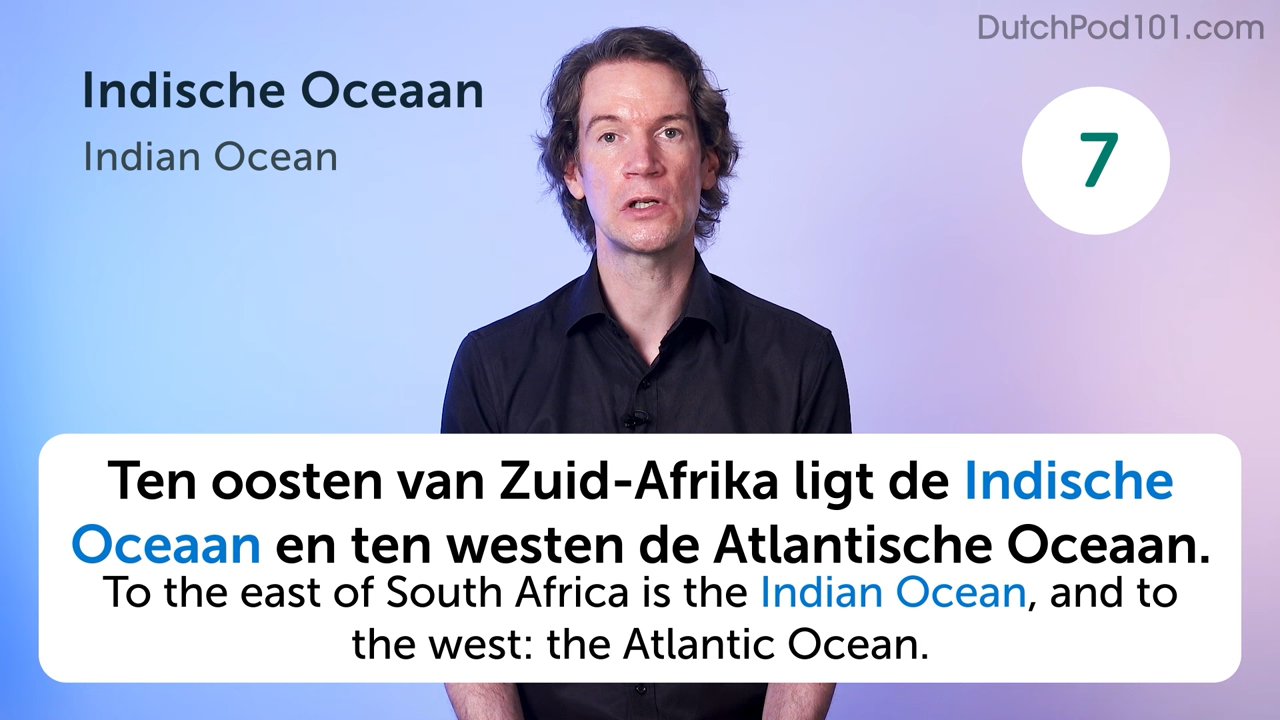 DutchPod101.com
Indische Oceaan
Indian Ocean
7
Ten oosten van Zuid-Afrika ligt de Indische
Oceaan en ten westen de Atlantische Oceaan.
To the east of South Africa is the Indian Ocean, and to
the west: the Atlantic Ocean.